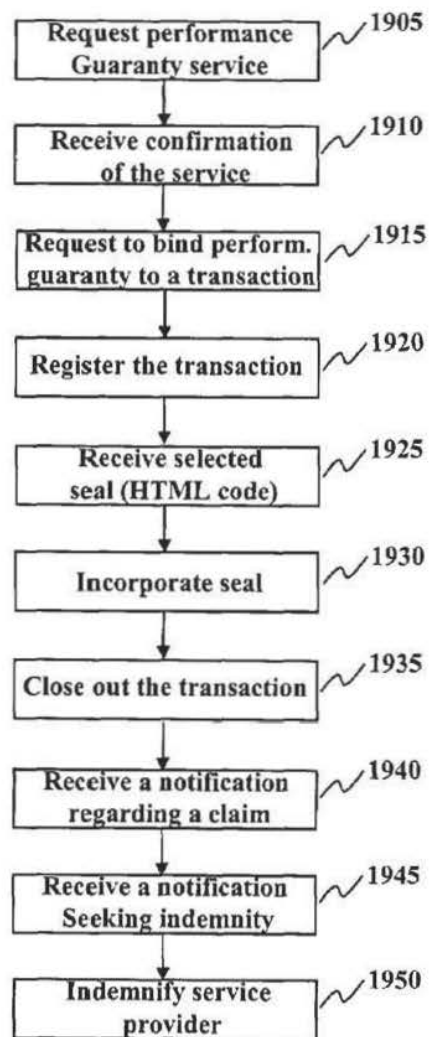 Request performance
Guaranty service
1905
Receive confirmation
of the service
1910
Request to bind perform.
guaranty to a transaction
1915
Register the transaction
1920
Receive selected
seal (HTML code)
1925
Incorporate seal
1930
Close out the transaction
1935
Receive a notification
regarding a claim
1940
Receive a notification
Seeking indemnity
1945
Indemnify service
provider
1950